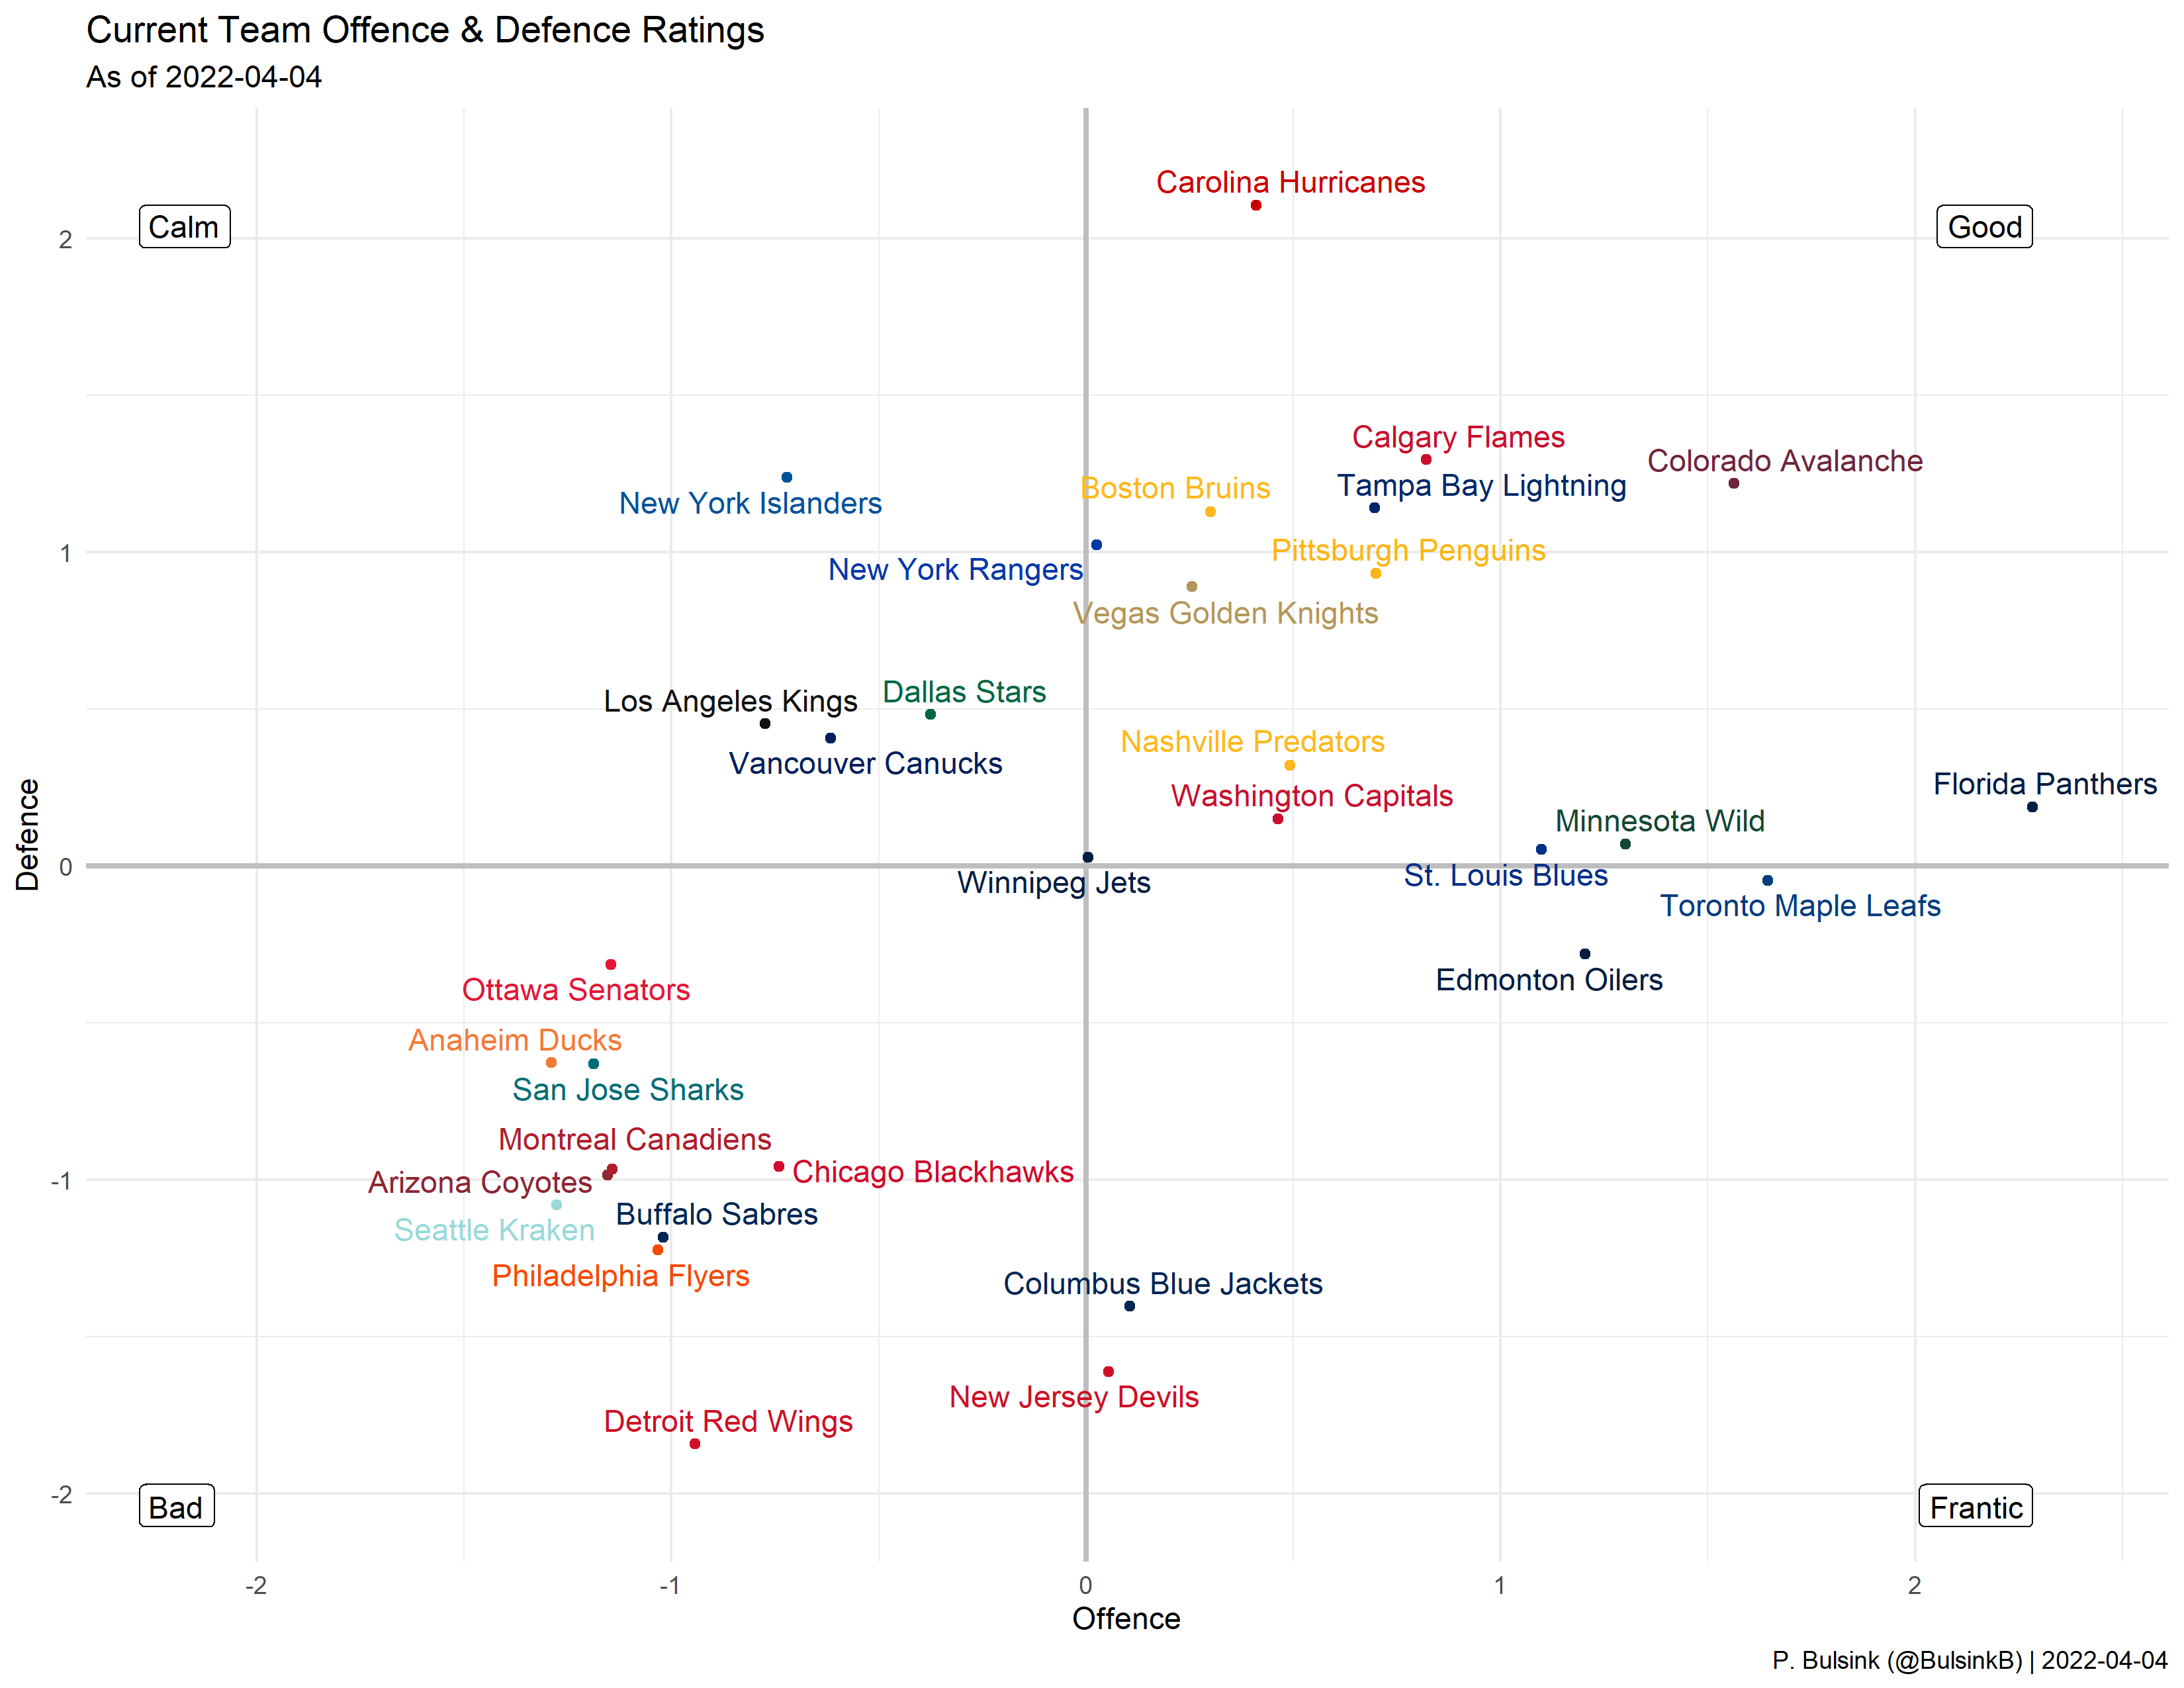 Current Team Offence & Defence Ratings
As of 2022-04-04
Carolina Hurricanes
Calm
Good
2
Calgary Flames
Colorado Avalanche
Tampa Bay Lightning
Boston Bruins
New York Islanders
Pittsburgh Penguins
1
New York Rangers
Vegas Golden Knights
Dallas Stars
Los Angeles Kings
Nashville Predators
Vancouver Canucks
Florida Panthers
Washington Capitals
Minnesota Wild
Defence
0
St. Louis Blues
Winnipeg Jets
Toronto Maple Leafs
Edmonton Oilers
Ottawa Senators
Anaheim Ducks
San Jose Sharks
Montreal Canadiens
Chicago Blackhawks
-1
Arizona Coyotes
Buffalo Sabres
Seattle Kraken
Philadelphia Flyers
Columbus Blue Jackets
New Jersey Devils
Detroit Red Wings
-2
Bad
Frantic
-2
-1
0
1
2
Offence
P. Bulsink (@BulsinkB) | 2022-04-04